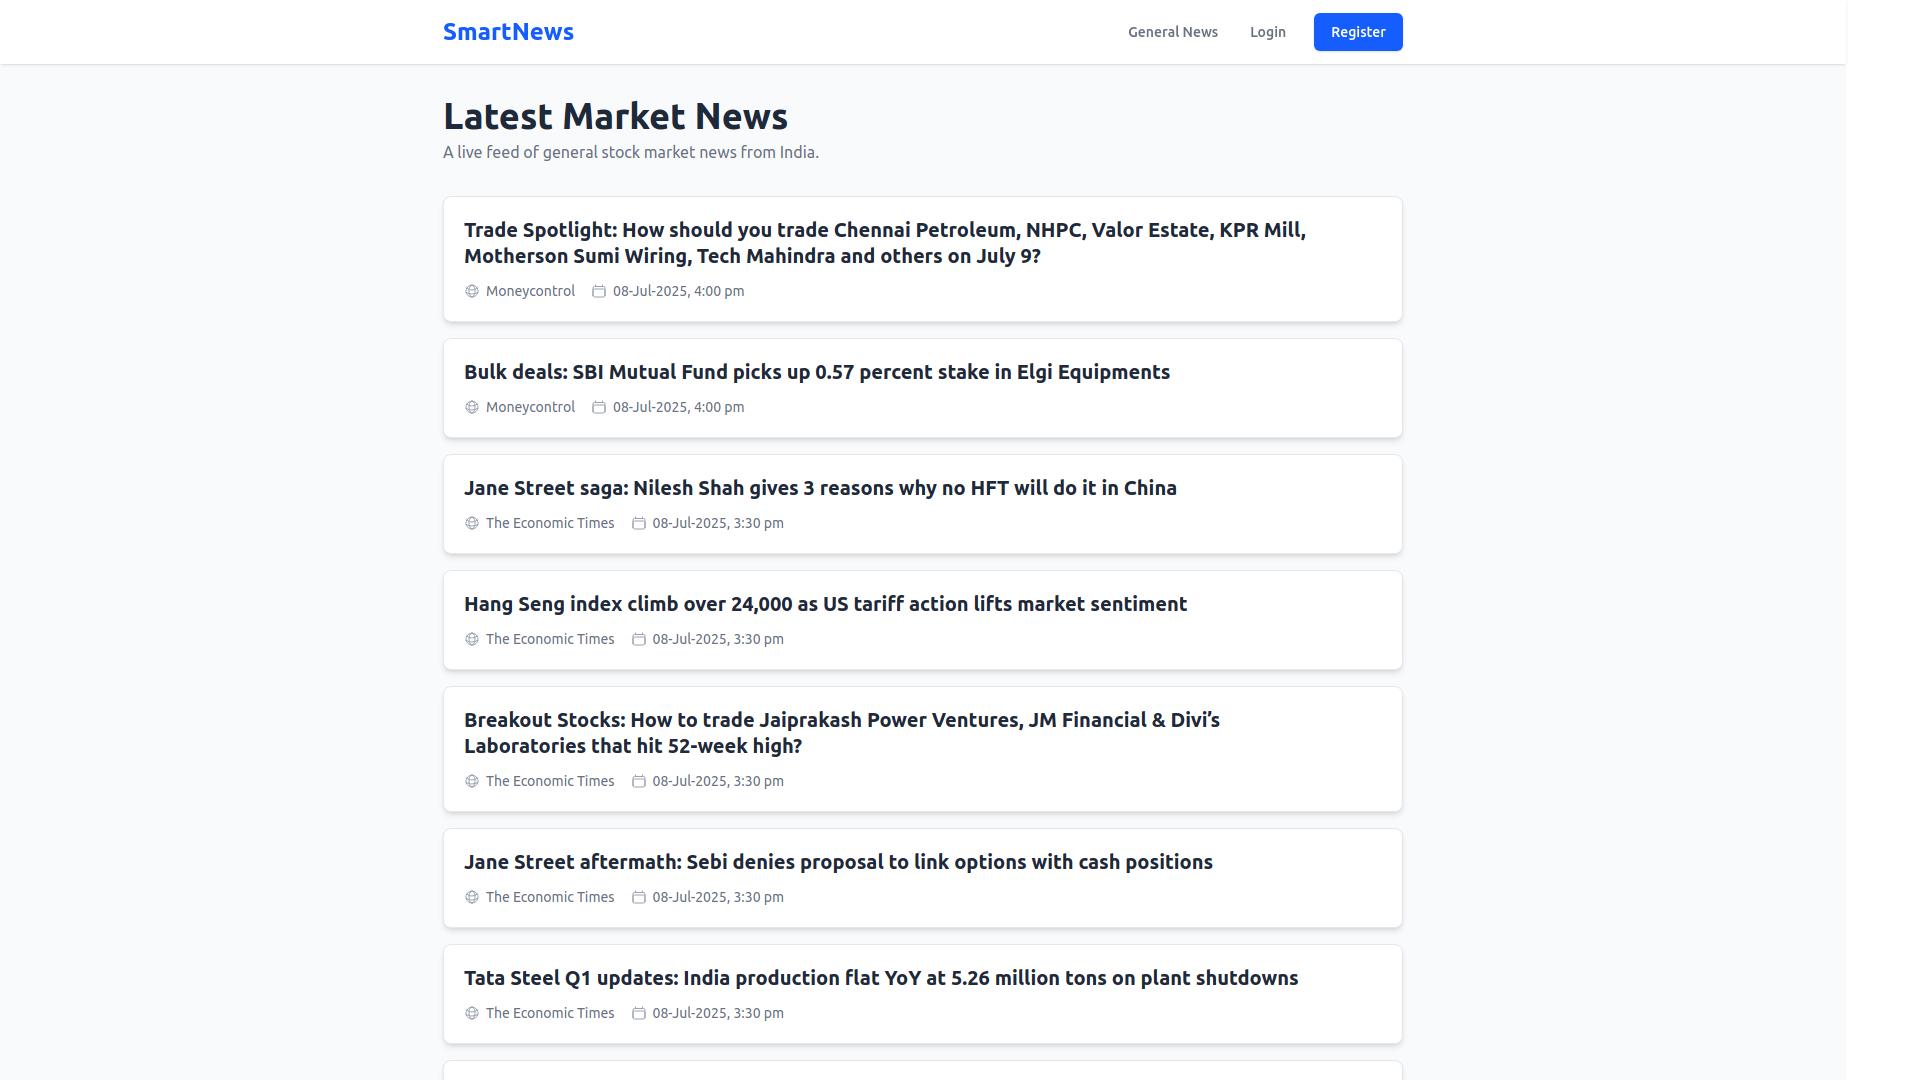 SmartNews
General News
Login
Register
Latest Market News
A live feed of general stock market news from India.
Trade Spotlight: How should you trade Chennai Petroleum, NHPC, Valor Estate, KPR Mill,
Motherson Sumi Wiring, Tech Mahindra and others on July 9?
Moneycontrol 08-Jul-2025, 4:00 pm
Bulk deals: SBI Mutual Fund picks up 0.57 percent stake in Elgi Equipments
Moneycontrol 08-Jul-2025, 4:00 pm
Jane Street saga: Nilesh Shah gives 3 reasons why no HFT will do it in China
The Economic Times 08-Jul-2025, 3:30 pm
Hang Seng index climb over 24,000 as US tariff action lifts market sentiment
The Economic Times 08-Jul-2025, 3:30 pm
Breakout Stocks: How to trade Jaiprakash Power Ventures, JM Financial & Divi’s
Laboratories that hit 52-week high?
The Economic Times 08-Jul-2025, 3:30 pm
Jane Street aftermath: Sebi denies proposal to link options with cash positions
The Economic Times 08-Jul-2025, 3:30 pm
Tata Steel Q1 updates: India production flat YoY at 5.26 million tons on plant shutdowns
The Economic Times 08-Jul-2025, 3:30 pm